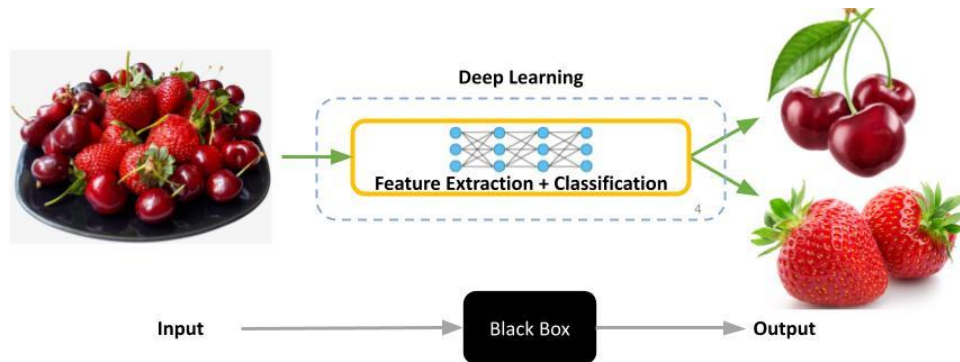 Deep Learning
Feature Extraction + Classification
4
Input
Black Box
Output